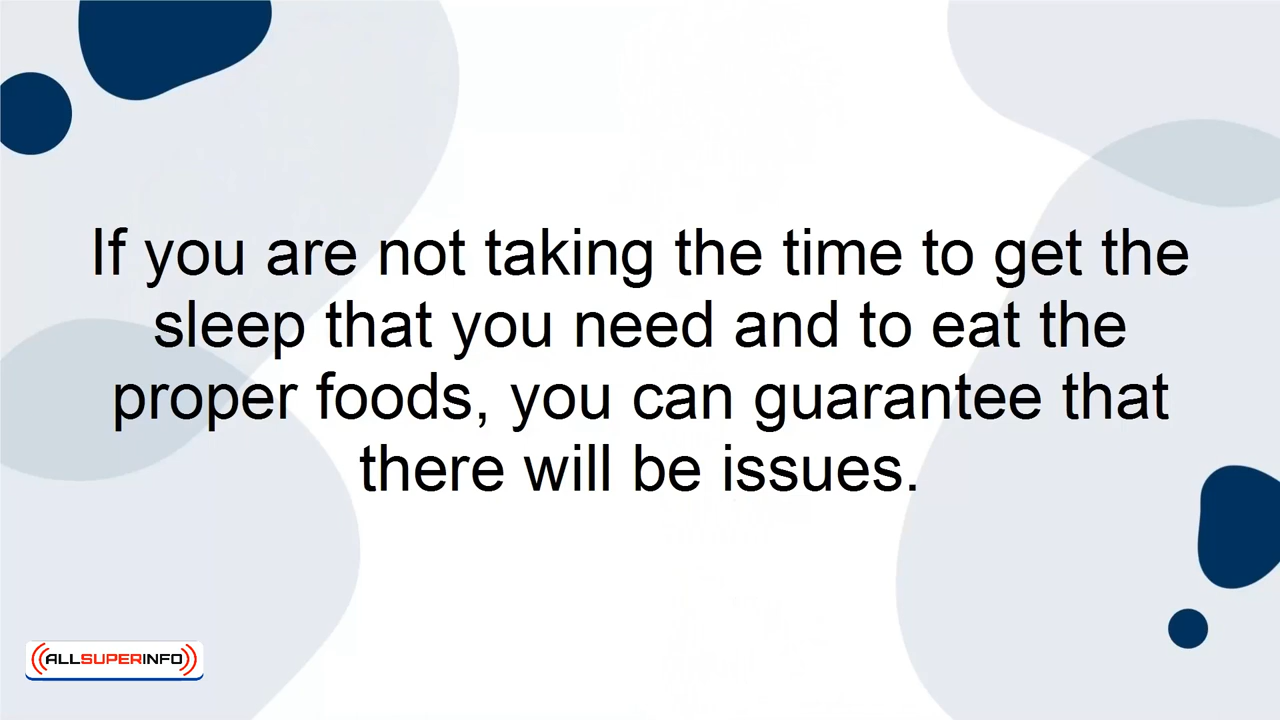 If you are not taking the time to get the
sleep that you need and to eat the
proper foods, you can guarantee that
there will be issues.
ALLSUPERINFO